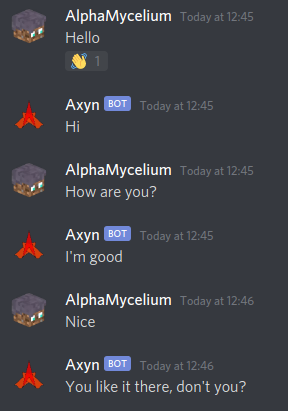 AlphaMycelium Today at 12:45
Hello
👋 1
Axyn BOT Today at 12:45
Hi
AlphaMycelium Today at 12:45
How are you?
Axyn BOT Today at 12:45
I'm good
AlphaMycelium Today at 12:46
Nice
Axyn BOT Today at 12:46
You like it there, don't you?